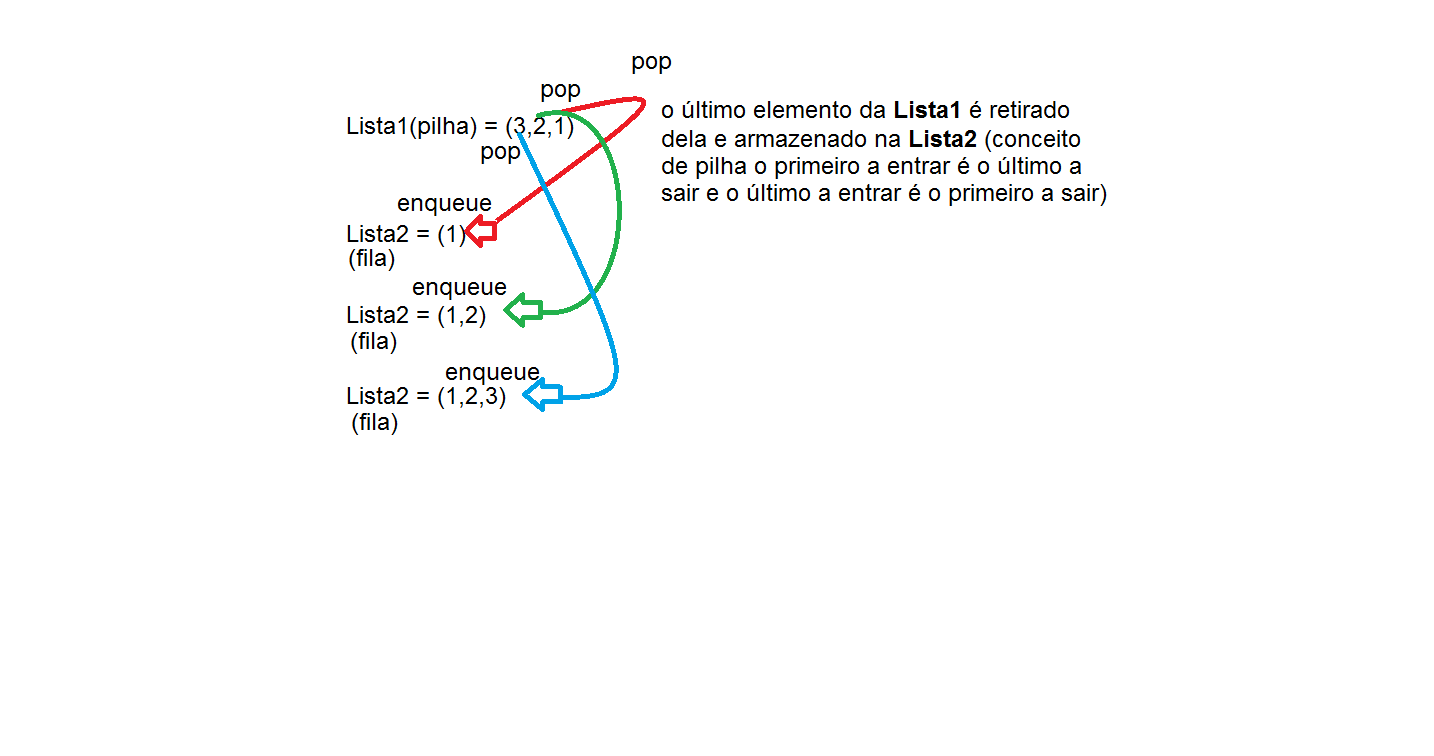 pop
pop
o último elemento da Lista1 é retirado
Lista1(pilha) = (3,2,1)
dela e armazenado na Lista2 (conceito
pop
de pilha o primeiro a entrar é o último a
sair e o último a entrar é o primeiro a sair)
enqueue
Lista2 = (1)
(fila)
enqueue
Lista2 = (1,2)
(fila)
enqueue
Lista2 = (1,2,3)
(fila)